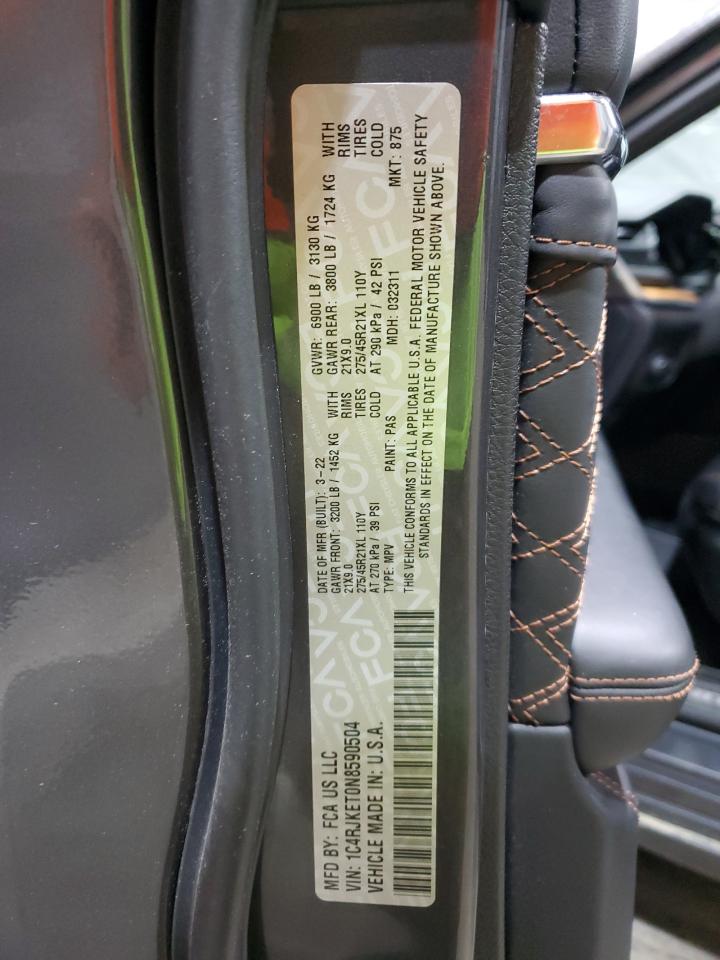 MFD BY: FCA US LLC
VIN: 1C4RJKET0N8590504
VEHICLE MADE IN: U.S.A.
DATE OF MFR (BUILT): 3-22 GVWR: 6900 LB / 3130 KG
GAWR FRONT: 3200 LB / 1452 KG WITH GAWR REAR: 3800 LB / 1724 KG WITH
21X9.0 RIMS 21X9.0 RIMS
275/45R21XL 110Y TIRES 275/45R21XL 110Y TIRES
AT 270 kPa / 39 PSI COLD AT 290 kPa / 42 PSI COLD
TYPE: MPV PAINT: PAS MDH: 032311 MKT: 875
THIS VEHICLE CONFORMS TO ALL APPLICABLE U.S.A. FEDERAL MOTOR VEHICLE SAFETY
STANDARDS IN EFFECT ON THE DATE OF MANUFACTURE SHOWN ABOVE.
FCA